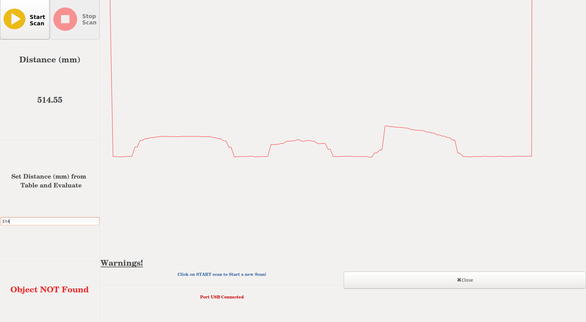 Start
Scan
Stop
Scan
Distance (mm)
514.55
Set Distance (mm) from
Table and Evaluate
514
Object NOT Found
Warnings!
Click on START scan to Start a new Scan!
Port USB Connected
Close